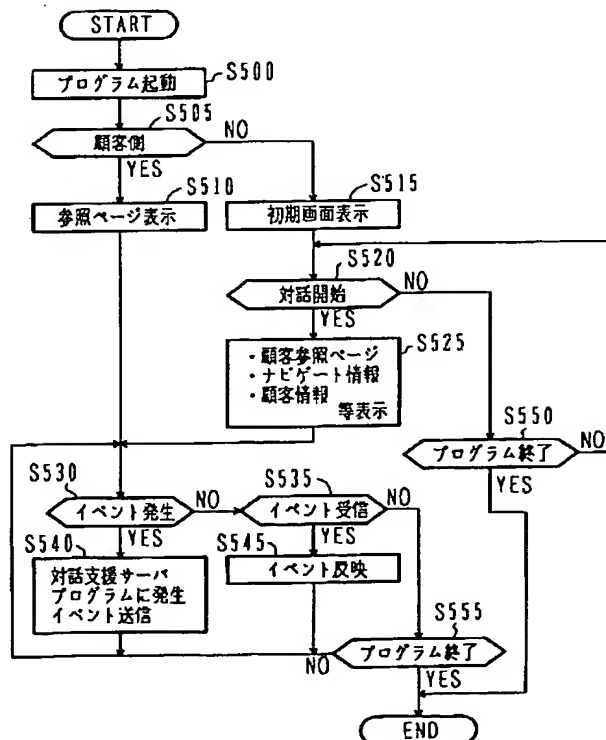 START
プログラム起動
S500
顧客側
S505
NO
YES
参照ページ表示
S510
初期画面表示
S515
対話開始
S520
NO
YES
・顧客参照ページ
・ナビゲート情報
・顧客情報
等表示
S525
プログラム終了
S550
NO
YES
S530
イベント発生
NO
YES
S535
イベント受信
NO
YES
S540
対話支援サーバ
プログラムに発生
イベント送信
S545
イベント反映
S555
プログラム終了
NO
YES
END